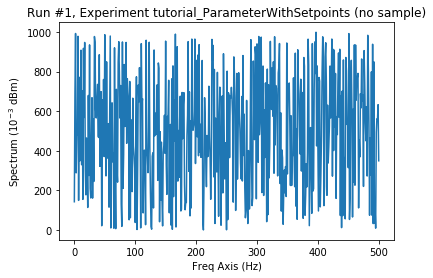 Run #1, Experiment tutorial_ParameterWithSetpoints (no sample)
1000
800
600
400
200
0
Spectrum (10⁻³ dBm)
0 100 200 300 400 500
Freq Axis (Hz)